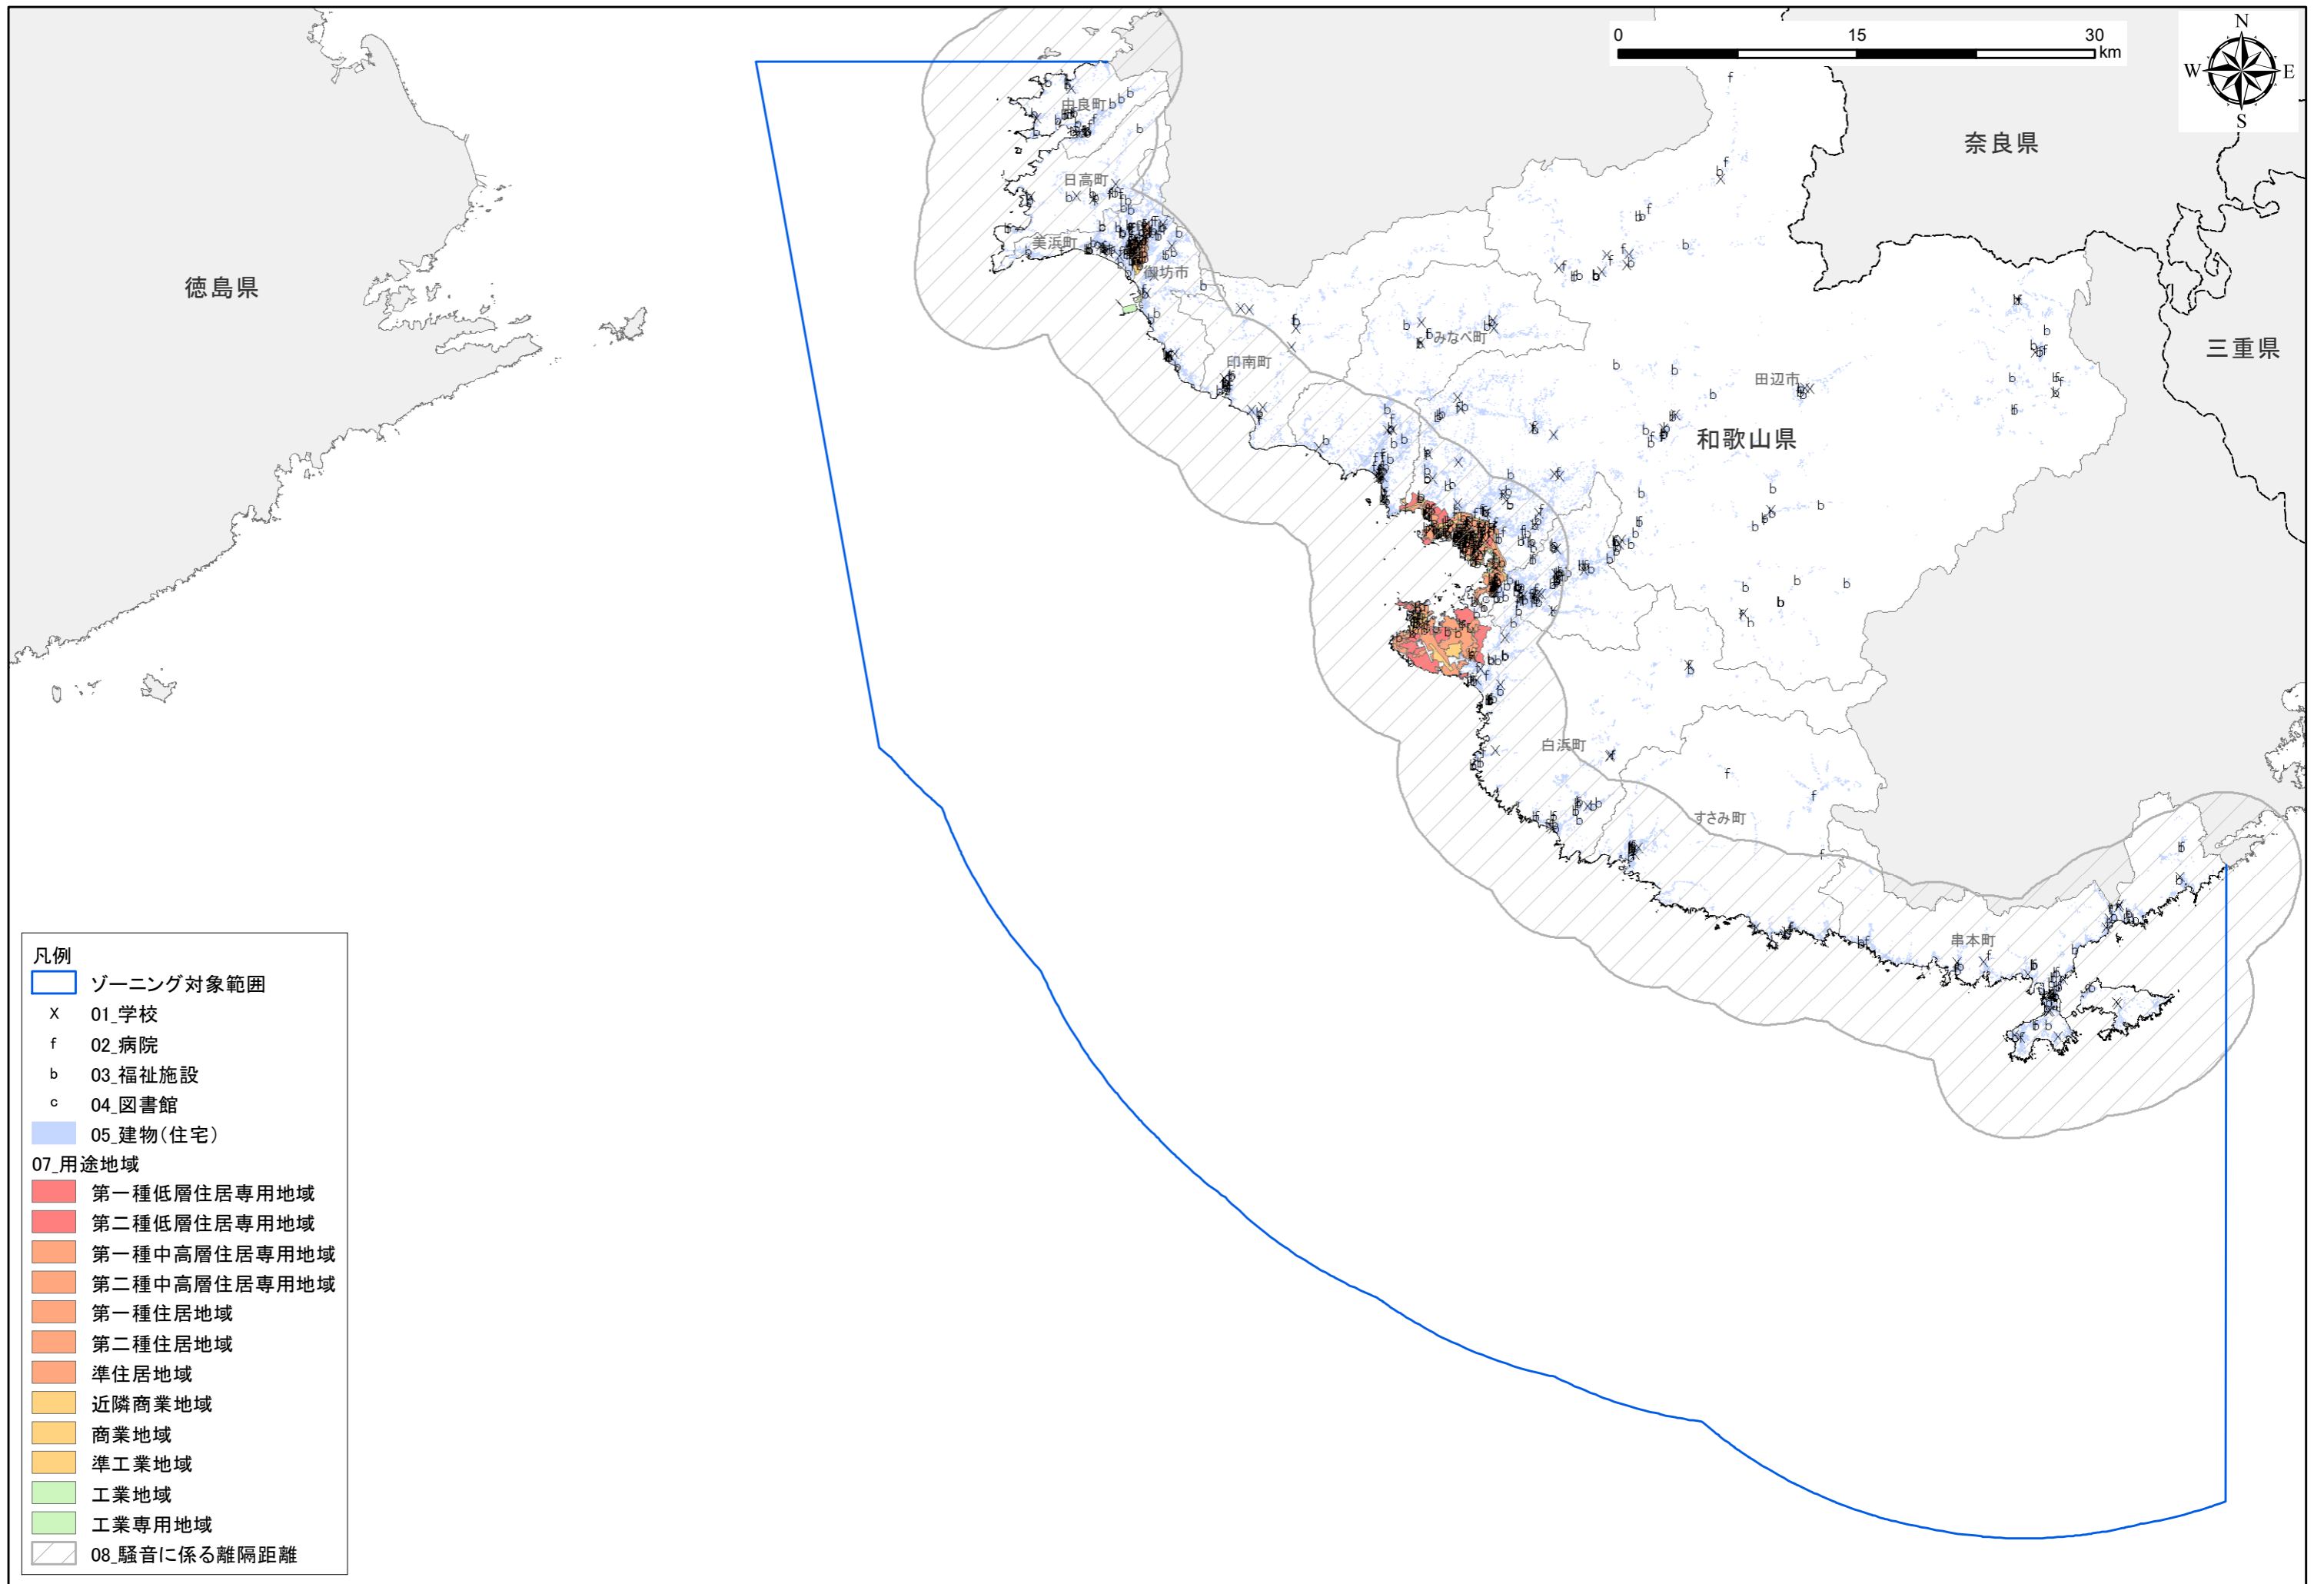 0 15 30
km
N
W E
S
奈良県
徳島県
三重県
和歌山県
由良町
日高町
美浜町
御坊市
印南町
みなべ町
田辺市
白浜町
すさみ町
串本町
凡例
ゾーニング対象範囲
x 01_学校
f 02_病院
b 03_福祉施設
c 04_図書館
05_建物(住宅)
07_用途地域
第一種低層住居専用地域
第二種低層住居専用地域
第一種中高層住居専用地域
第二種中高層住居専用地域
第一種住居地域
第二種住居地域
準住居地域
近隣商業地域
商業地域
準工業地域
工業地域
工業専用地域
08_騒音に係る離隔距離